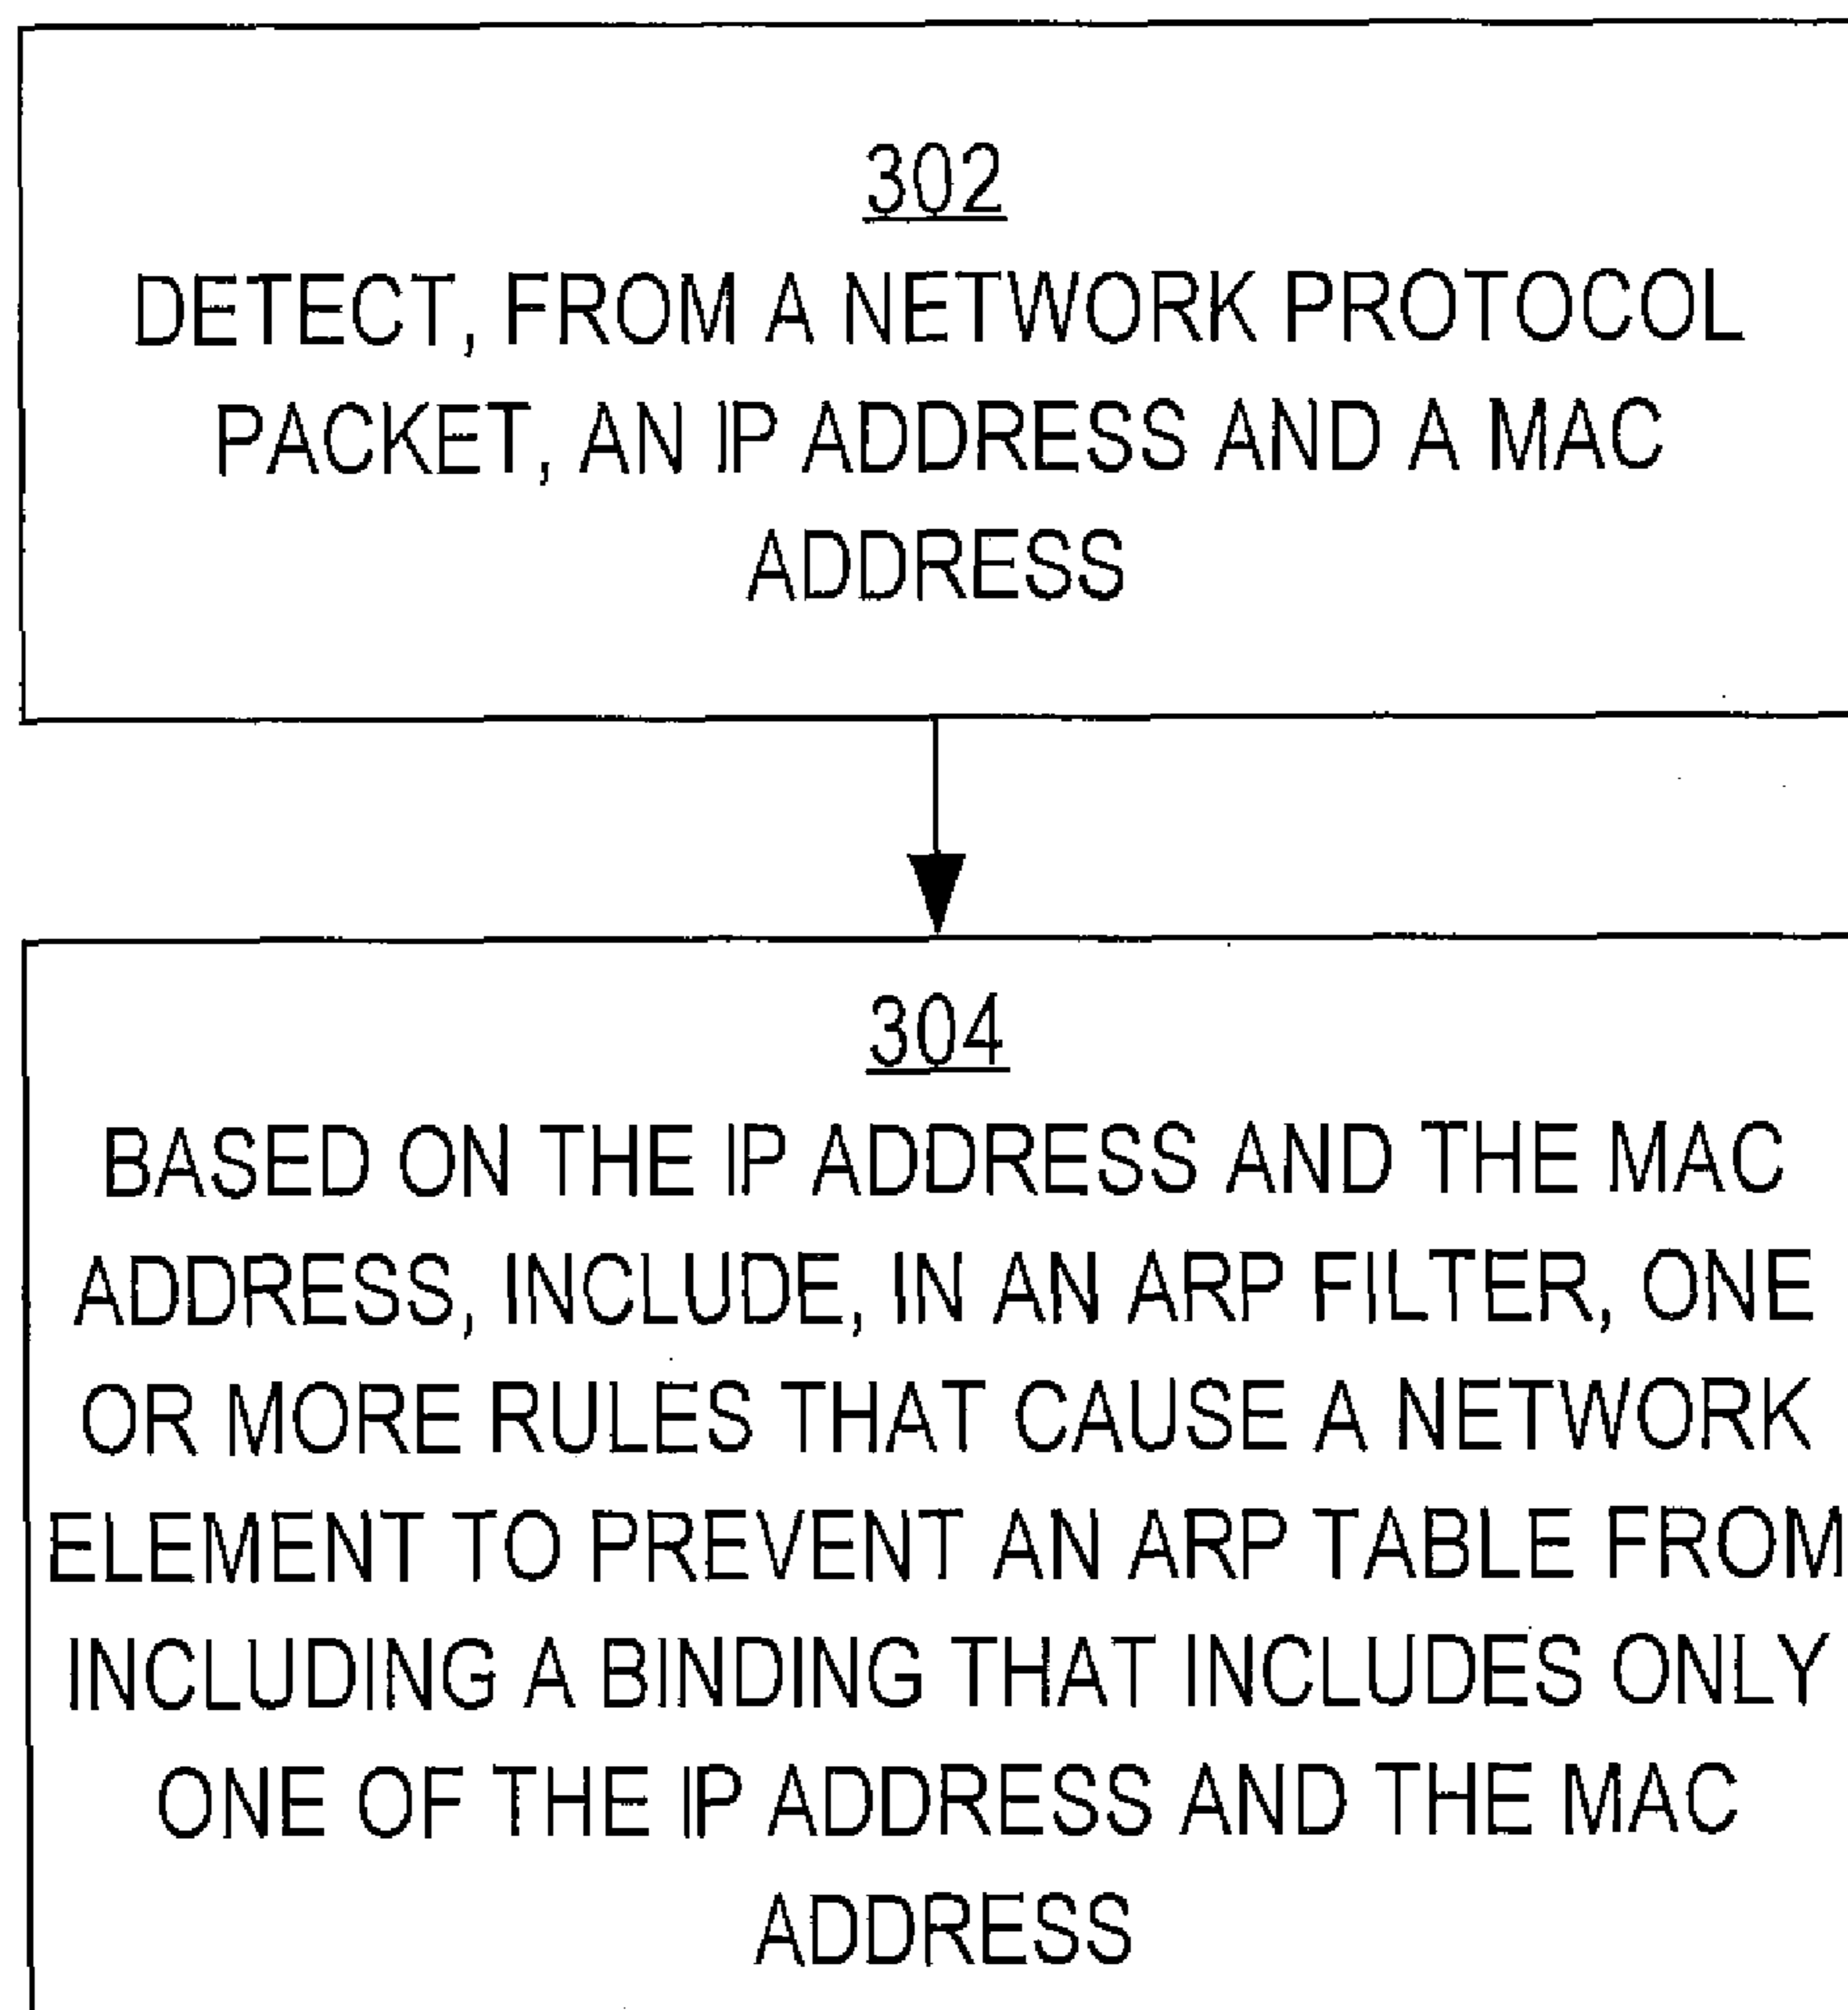 302
DETECT, FROM A NETWORK PROTOCOL
PACKET, AN IP ADDRESS AND A MAC
ADDRESS
304
BASED ON THE IP ADDRESS AND THE MAC
ADDRESS, INCLUDE, IN AN ARP FILTER, ONE
OR MORE RULES THAT CAUSE A NETWORK
ELEMENT TO PREVENT AN ARP TABLE FROM
INCLUDING A BINDING THAT INCLUDES ONLY
ONE OF THE IP ADDRESS AND THE MAC
ADDRESS